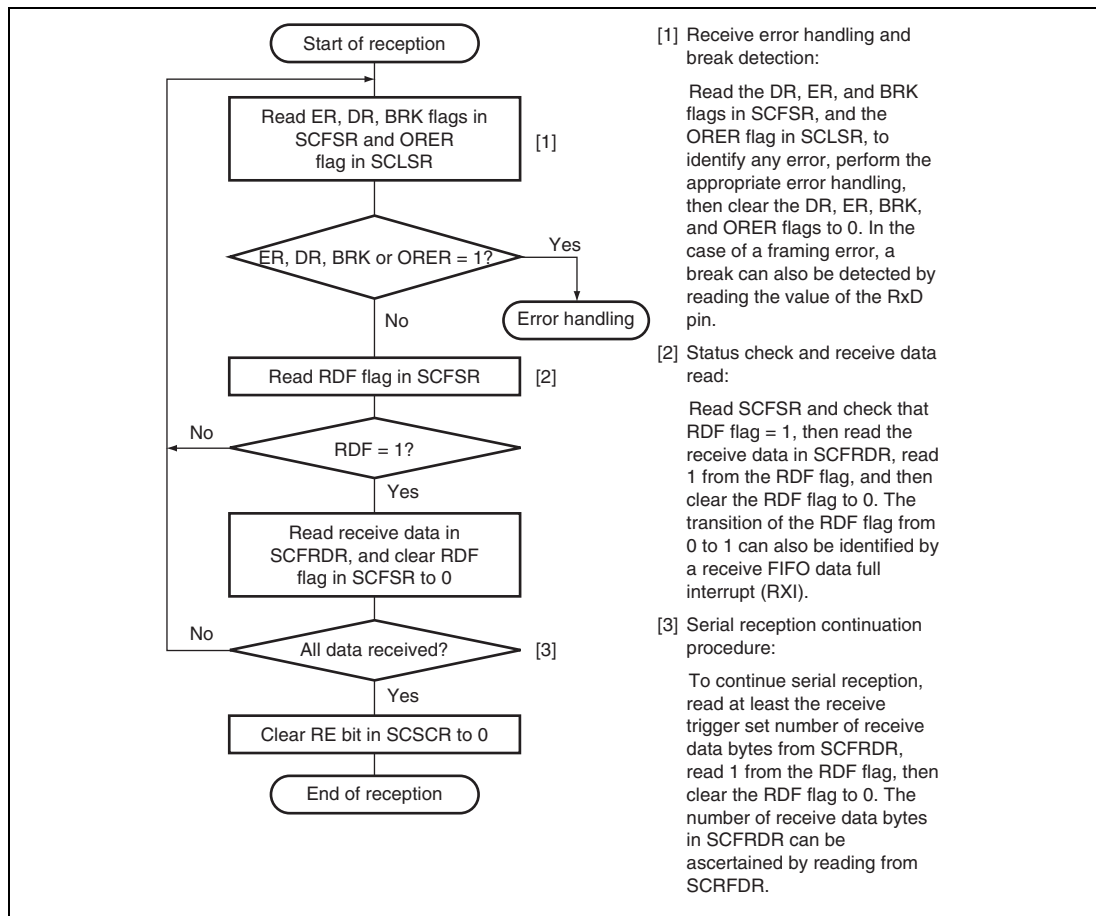 Start of reception
Read ER, DR, BRK flags in
SCFSR and ORER
flag in SCLSR
[1]
ER, DR, BRK or ORER = 1?
Yes
Error handling
No
Read RDF flag in SCFSR
[2]
No
RDF = 1?
Yes
Read receive data in
SCFRDR, and clear RDF
flag in SCFSR to 0
No
All data received?
[3]
Yes
Clear RE bit in SCSCR to 0
End of reception
[1] Receive error handling and
break detection:
Read the DR, ER, and BRK
flags in SCFSR, and the
ORER flag in SCLSR, to
identify any error, perform the
appropriate error handling,
then clear the DR, ER, BRK,
and ORER flags to 0. In the
case of a framing error, a
break can also be detected by
reading the value of the RxD
pin.
[2] Status check and receive data
read:
Read SCFSR and check that
RDF flag = 1, then read the
receive data in SCFRDR, read
1 from the RDF flag, and then
clear the RDF flag to 0. The
transition of the RDF flag from
0 to 1 can also be identified by
a receive FIFO data full
interrupt (RXI).
[3] Serial reception continuation
procedure:
To continue serial reception,
read at least the receive
trigger set number of receive
data bytes from SCFRDR,
read 1 from the RDF flag, then
clear the RDF flag to 0. The
number of receive data bytes
in SCFRDR can be
ascertained by reading from
SCRFDR.